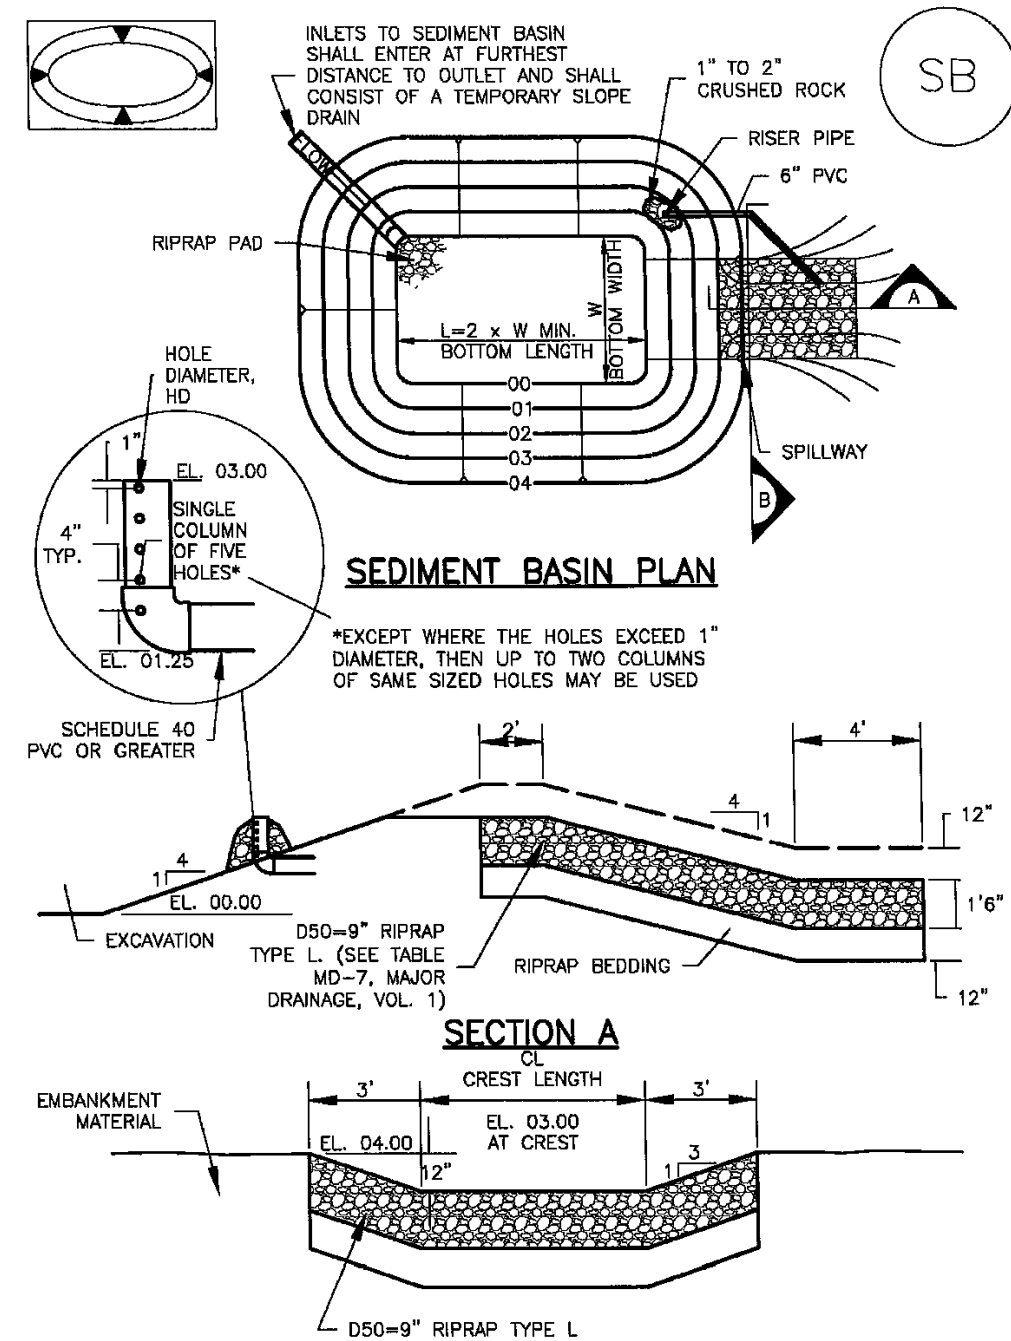 INLETS TO SEDIMENT BASIN
SHALL ENTER AT FURTHEST
DISTANCE TO OUTLET AND SHALL
CONSIST OF A TEMPORARY SLOPE
DRAIN
1" TO 2"
CRUSHED ROCK
SB
RISER PIPE
6" PVC
RIPRAP PAD
W
BOTTOM WIDTH
L=2 x W MIN.
BOTTOM LENGTH
A
00
01
02
03
04
SPILLWAY
B
HOLE
DIAMETER,
HD
1"
EL. 03.00
4"
TYP.
SINGLE
COLUMN
OF FIVE
HOLES*
EL. 01.25
SEDIMENT BASIN PLAN
*EXCEPT WHERE THE HOLES EXCEED 1"
DIAMETER, THEN UP TO TWO COLUMNS
OF SAME SIZED HOLES MAY BE USED
SCHEDULE 40
PVC OR GREATER
2'
4'
4
1
12"
4
1
EL. 00.00
EXCAVATION
1'6"
D50=9" RIPRAP
TYPE L. (SEE TABLE
MD-7, MAJOR
DRAINAGE, VOL. 1)
RIPRAP BEDDING
12"
SECTION A
CL
CREST LENGTH
EMBANKMENT
MATERIAL
3'
3'
EL. 03.00
AT CREST
EL. 04.00
12"
3
1
D50=9" RIPRAP TYPE L